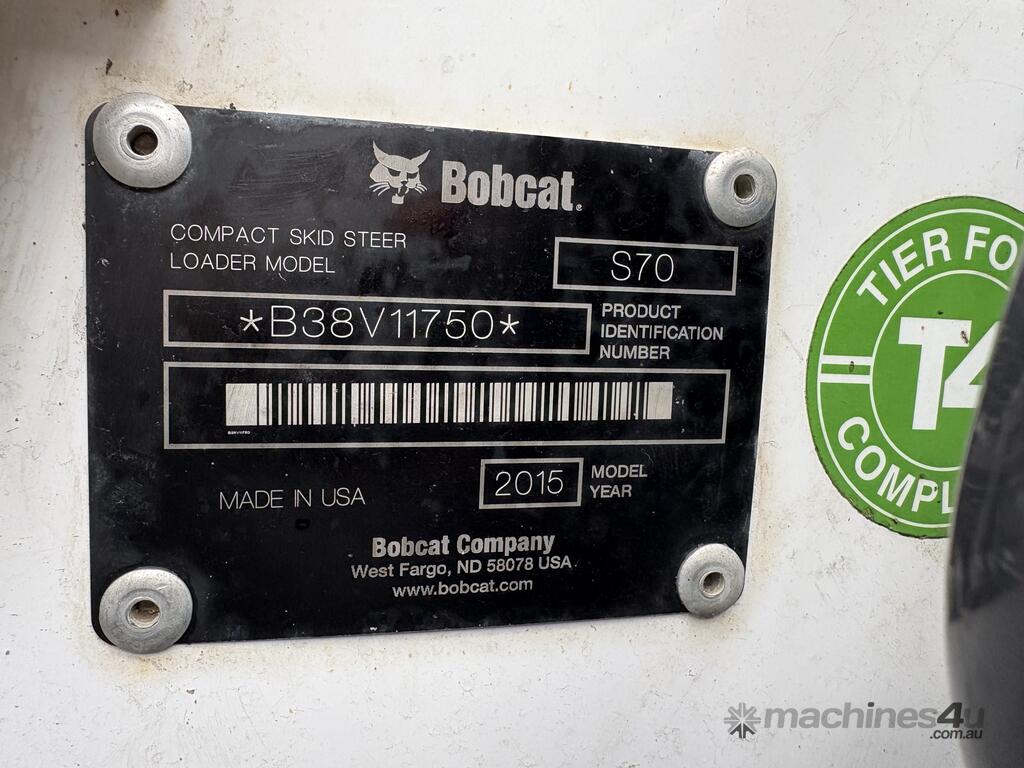 Bobcat
COMPACT SKID STEER
LOADER MODEL
S70
*B38V11750*
PRODUCT
IDENTIFICATION
NUMBER
B38V11750
MADE IN USA
2015
MODEL
YEAR
Bobcat Company
West Fargo, ND 58078 USA
www.bobcat.com
TIER FO
T4
COMPL
machines4u
.com.au